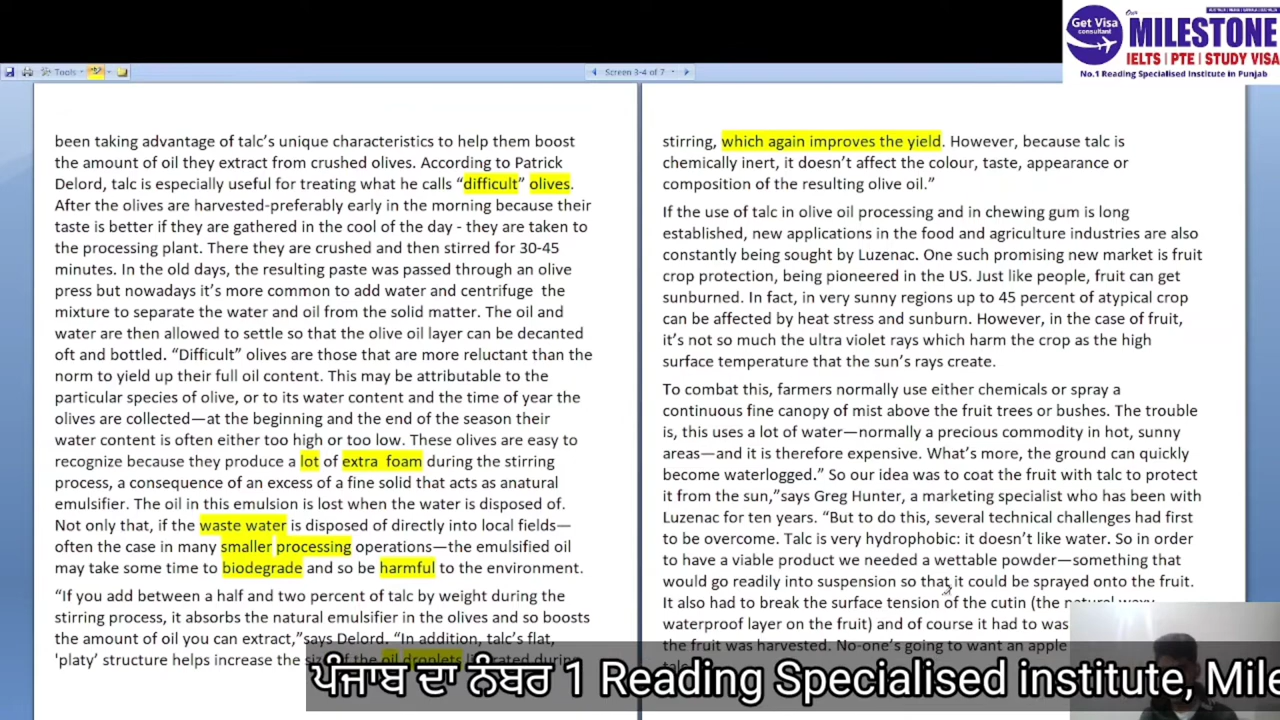 Get Visa
consultant
Our
MILESTONE
IELTS | PTE | STUDY VISA
No.1 Reading Specialised Institute in Punjab
Tools
Screen 3-4 of 7
been taking advantage of talc's unique characteristics to help them boost
the amount of oil they extract from crushed olives. According to Patrick
Delord, talc is especially useful for treating what he calls “difficult” olives.
After the olives are harvested-preferably early in the morning because their
taste is better if they are gathered in the cool of the day - they are taken to
the processing plant. There they are crushed and then stirred for 30-45
minutes. In the old days, the resulting paste was passed through an olive
press but nowadays it's more common to add water and centrifuge the
mixture to separate the water and oil from the solid matter. The oil and
water are then allowed to settle so that the olive oil layer can be decanted
oft and bottled. “Difficult” olives are those that are more reluctant than the
norm to yield up their full oil content. This may be attributable to the
particular species of olive, or to its water content and the time of year the
olives are collected—at the beginning and the end of the season their
water content is often either too high or too low. These olives are easy to
recognize because they produce a lot of extra foam during the stirring
process, a consequence of an excess of a fine solid that acts as anatural
emulsifier. The oil in this emulsion is lost when the water is disposed of.
Not only that, if the waste water is disposed of directly into local fields—
often the case in many smaller processing operations—the emulsified oil
may take some time to biodegrade and so be harmful to the environment.
“If you add between a half and two percent of talc by weight during the
stirring process, it absorbs the natural emulsifier in the olives and so boosts
the amount of oil you can extract,”says Delord. “In addition, talc's flat,
'platy' structure helps increase the size of the oil droplets liberated during
stirring, which again improves the yield. However, because talc is
chemically inert, it doesn't affect the colour, taste, appearance or
composition of the resulting olive oil.”
If the use of talc in olive oil processing and in chewing gum is long
established, new applications in the food and agriculture industries are also
constantly being sought by Luzenac. One such promising new market is fruit
crop protection, being pioneered in the US. Just like people, fruit can get
sunburned. In fact, in very sunny regions up to 45 percent of atypical crop
can be affected by heat stress and sunburn. However, in the case of fruit,
it's not so much the ultra violet rays which harm the crop as the high
surface temperature that the sun's rays create.
To combat this, farmers normally use either chemicals or spray a
continuous fine canopy of mist above the fruit trees or bushes. The trouble
is, this uses a lot of water—normally a precious commodity in hot, sunny
areas—and it is therefore expensive. What's more, the ground can quickly
become waterlogged.” So our idea was to coat the fruit with talc to protect
it from the sun,”says Greg Hunter, a marketing specialist who has been with
Luzenac for ten years. “But to do this, several technical challenges had first
to be overcome. Talc is very hydrophobic: it doesn't like water. So in order
to have a viable product we needed a wettable powder—something that
would go readily into suspension so that it could be sprayed onto the fruit.
It also had to break the surface tension of the cutin (the natural waxy
waterproof layer on the fruit) and of course it had to was
the fruit was harvested. No-one's going to want an apple
ਪੰਜਾਬ ਦਾ ਨੰਬਰ 1 Reading Specialised institute, Mile